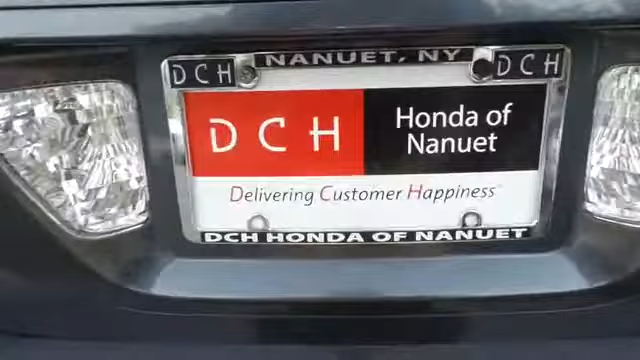 NANUET, NY
DCH DCH
DCH Honda of
Nanuet
Delivering Customer Happiness
DCH HONDA OF NANUET